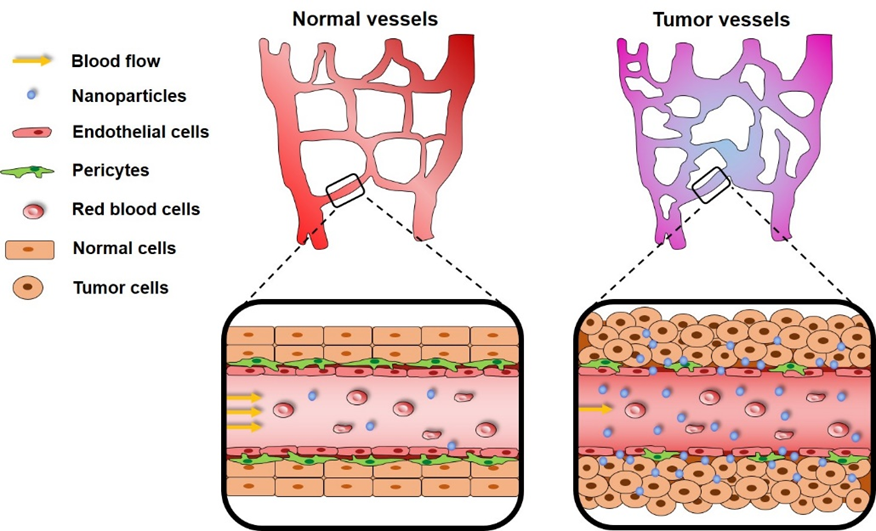 Normal vessels
Tumor vessels
Blood flow
Nanoparticles
Endothelial cells
Pericytes
Red blood cells
Normal cells
Tumor cells